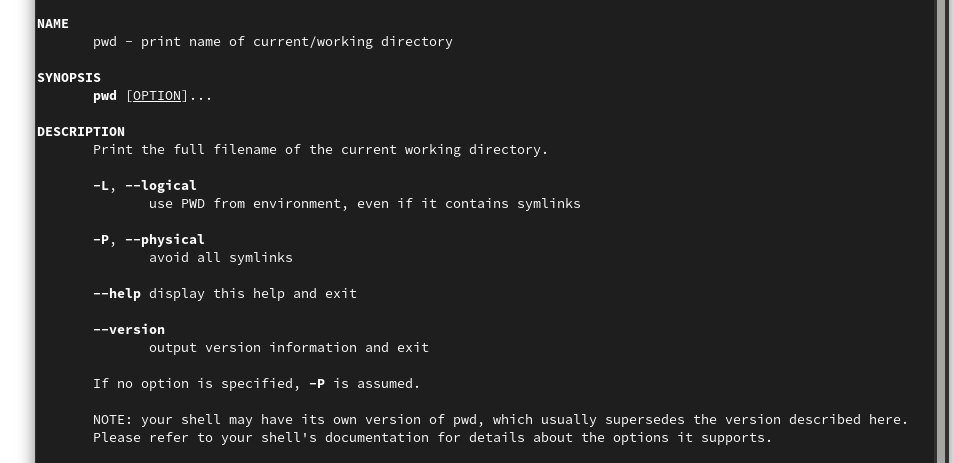 NAME
pwd - print name of current/working directory
SYNOPSIS
pwd [OPTION]...
DESCRIPTION
Print the full filename of the current working directory.
-L, --logical
use PWD from environment, even if it contains symlinks
-P, --physical
avoid all symlinks
--help display this help and exit
--version
output version information and exit
If no option is specified, -P is assumed.
NOTE: your shell may have its own version of pwd, which usually supersedes the version described here.
Please refer to your shell's documentation for details about the options it supports.